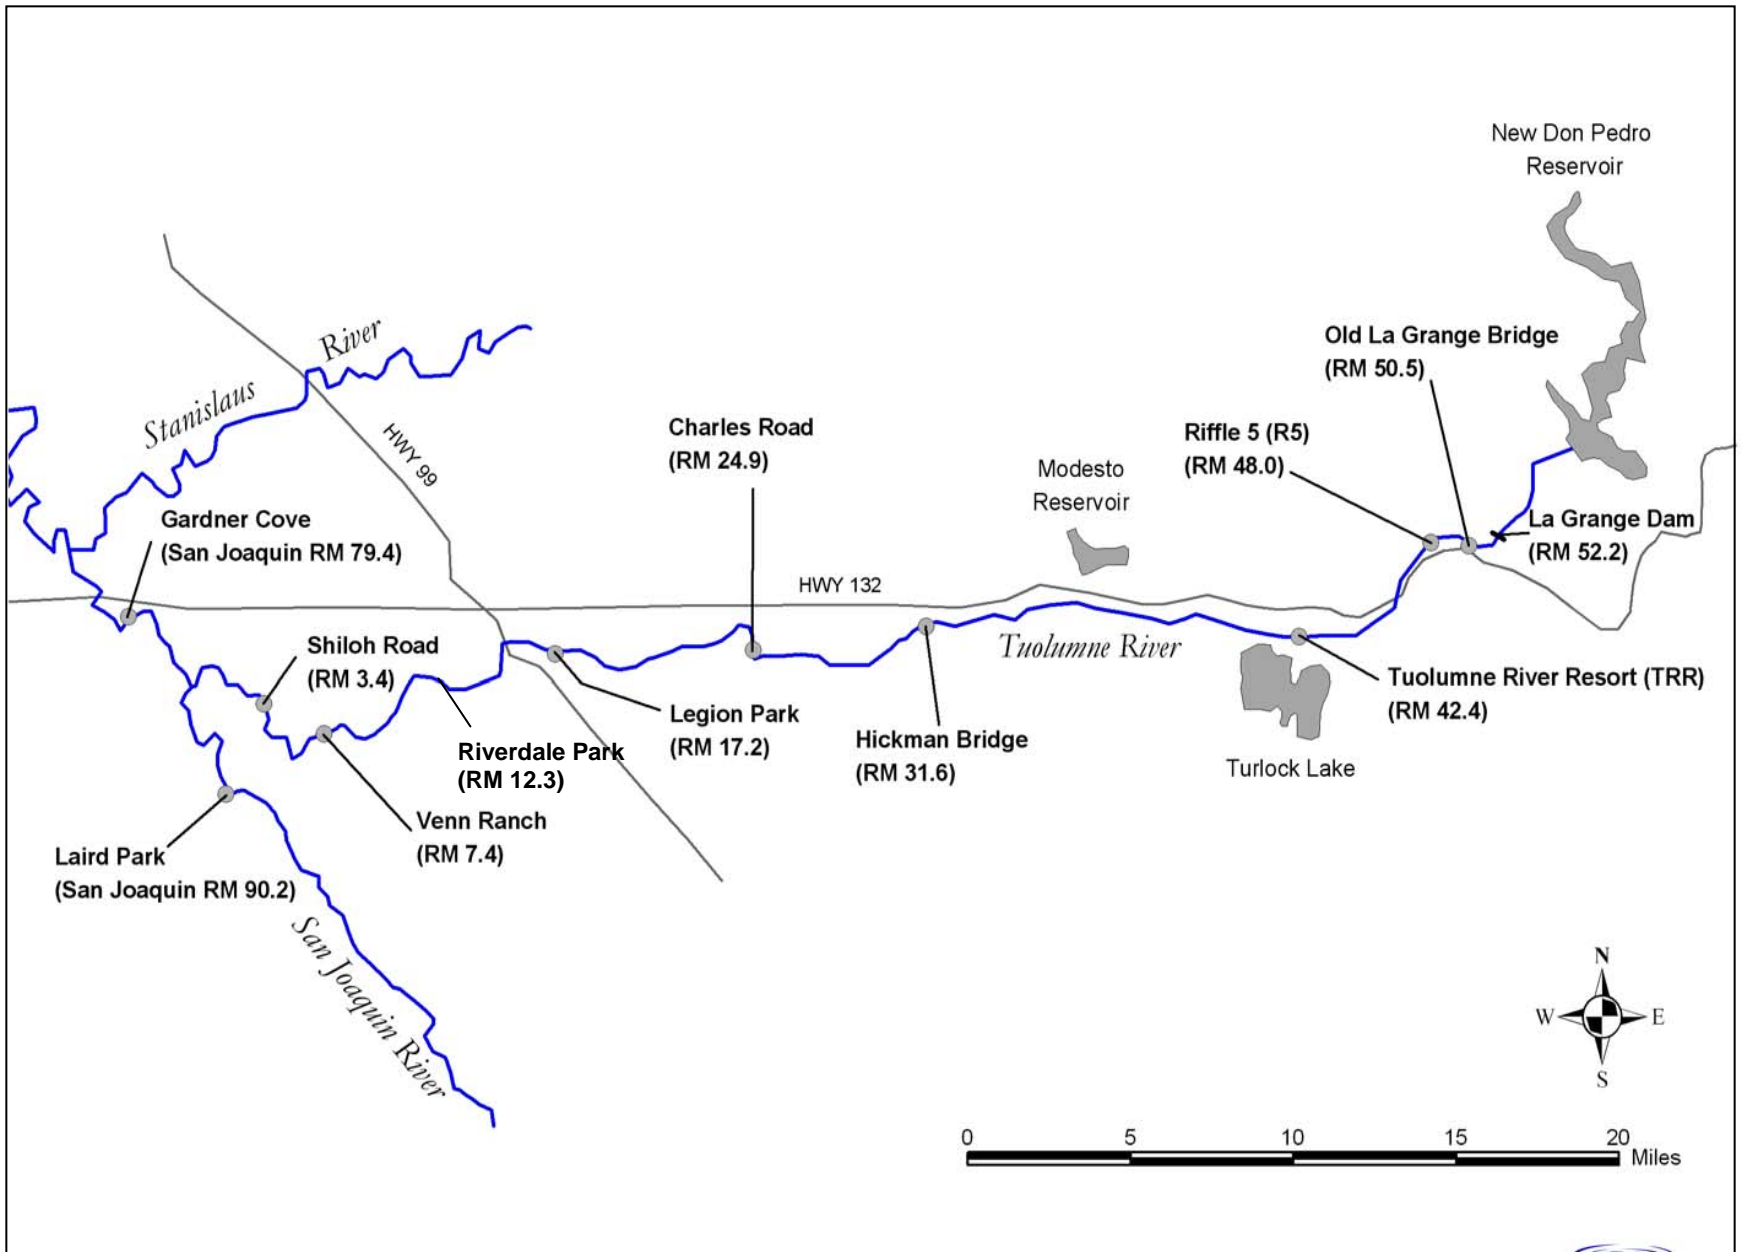 New Don Pedro
Reservoir
Old La Grange Bridge
(RM 50.5)
River
Stanislaus
HWY 99
Charles Road
(RM 24.9)
Riffle 5 (R5)
(RM 48.0)
Modesto
Reservoir
Gardner Cove
(San Joaquin RM 79.4)
La Grange Dam
(RM 52.2)
HWY 132
Shiloh Road
(RM 3.4)
Tuolumne River
Tuolumne River Resort (TRR)
(RM 42.4)
Legion Park
(RM 17.2)
Hickman Bridge
(RM 31.6)
Riverdale Park
(RM 12.3)
Turlock Lake
Venn Ranch
(RM 7.4)
Laird Park
(San Joaquin RM 90.2)
San Joaquin River
N
W E
S
0 5 10 15 20
Miles